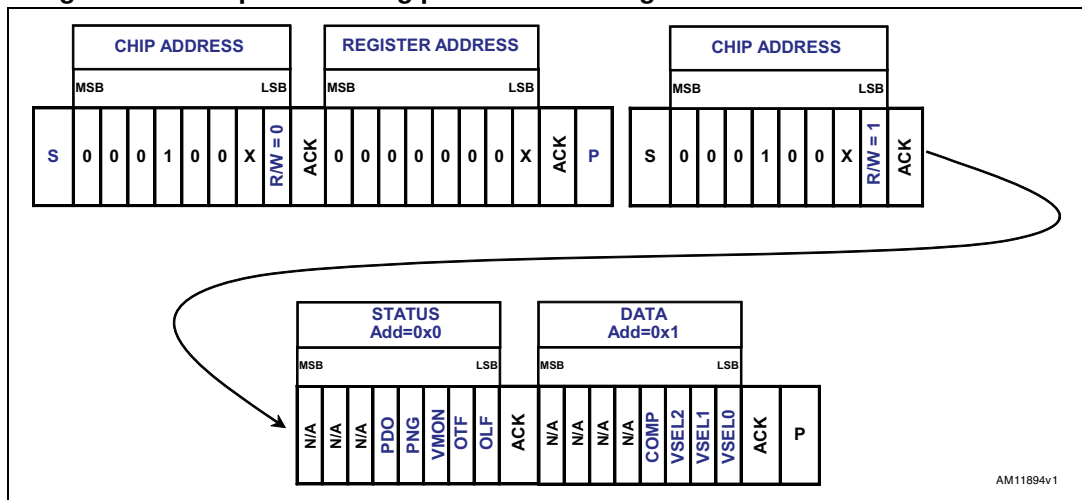 CHIP ADDRESS REGISTER ADDRESS CHIP ADDRESS
MSB LSB MSB LSB MSB LSB
S 0 0 0 1 0 0 X R/W = 0 ACK 0 0 0 0 0 0 0 X ACK P S 0 0 0 1 0 0 X R/W = 1 ACK
STATUS DATA
Add=0x0 Add=0x1
MSB LSB MSB LSB
N/A N/A N/A PDO PNG VMON OTF OLF ACK N/A N/A N/A N/A COMP VSEL2 VSEL1 VSEL0 ACK P
AM11894v1